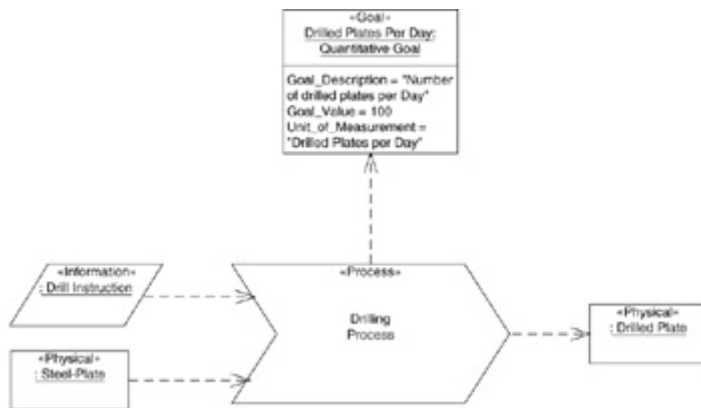 «Goal»
Drilled Plates Per Day:
Quantitative Goal
Goal_Description = "Number
of drilled plates per Day"
Goal_Value = 100
Unit_of_Measurement =
"Drilled Plates per Day"
«Information»
: Drill Instruction
«Process»
Drilling
Process
«Physical»
: Steel-Plate
«Physical»
: Drilled Plate